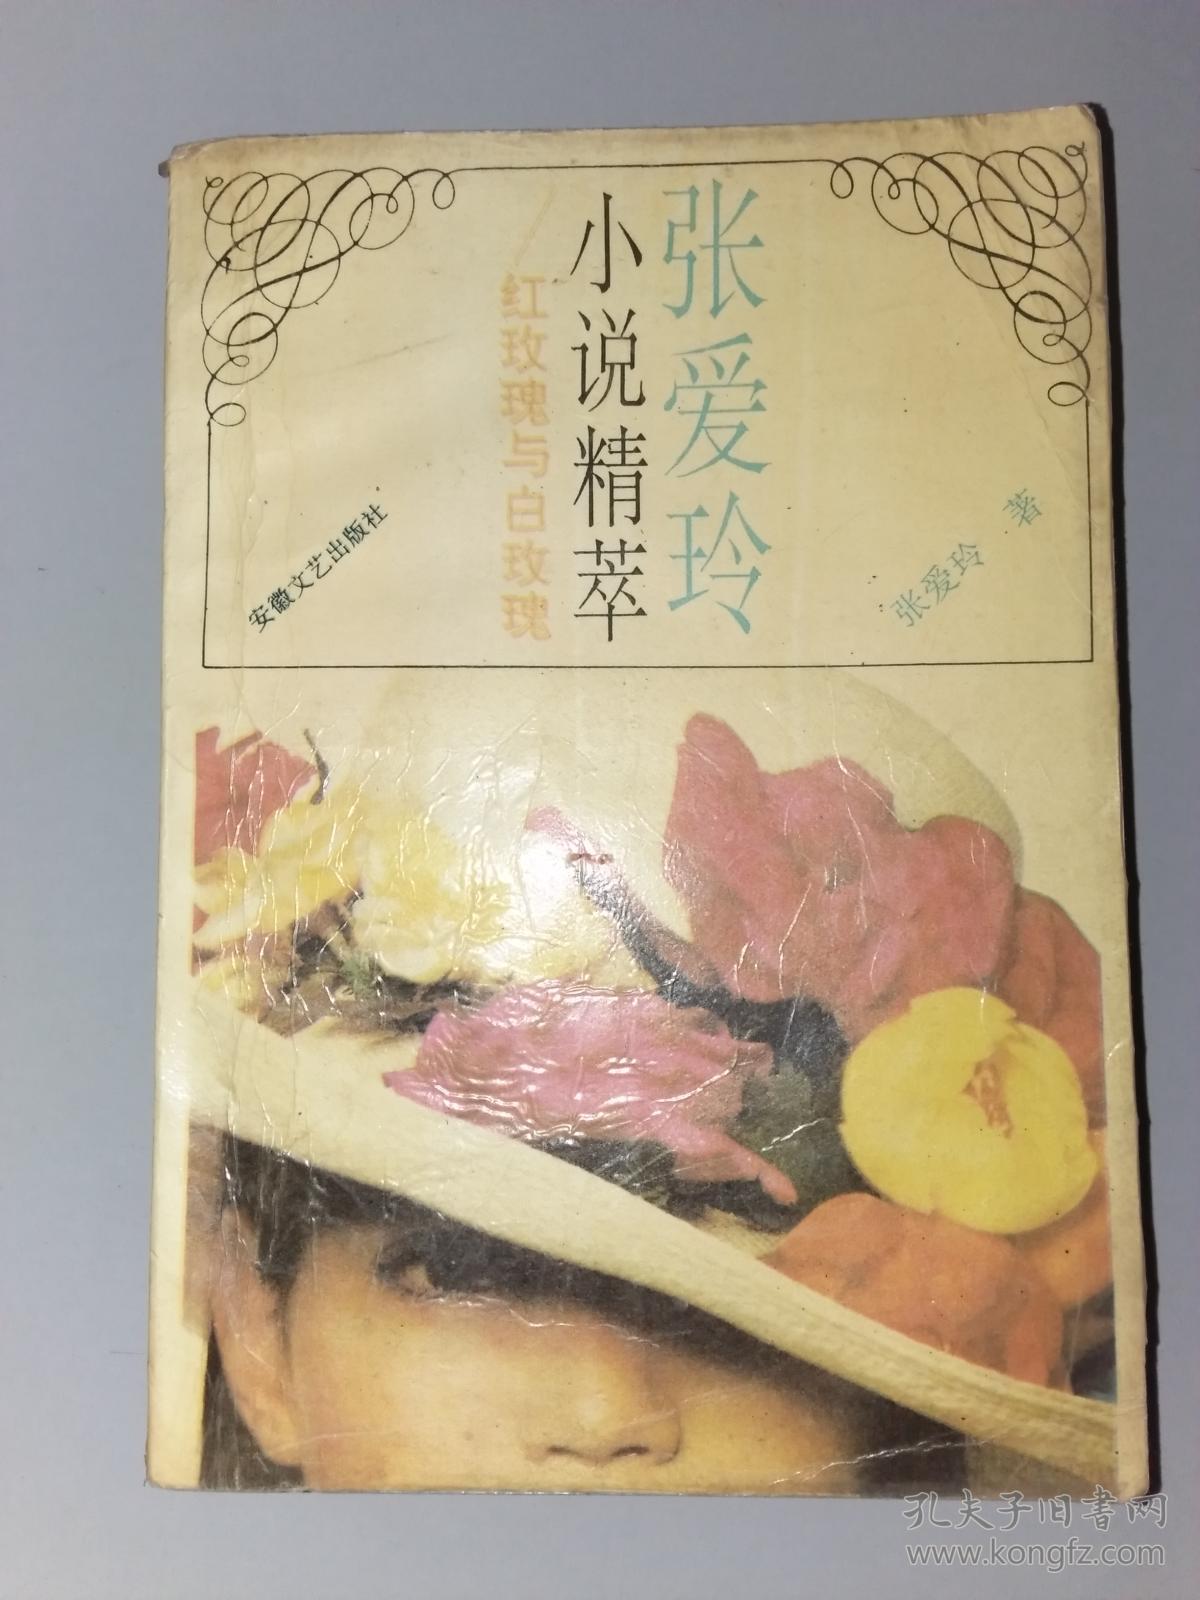 张爱玲
小说精萃
/红玫瑰与白玫瑰
张爱玲 著
安徽文艺出版社
孔夫子旧书网
www.kongfz.com